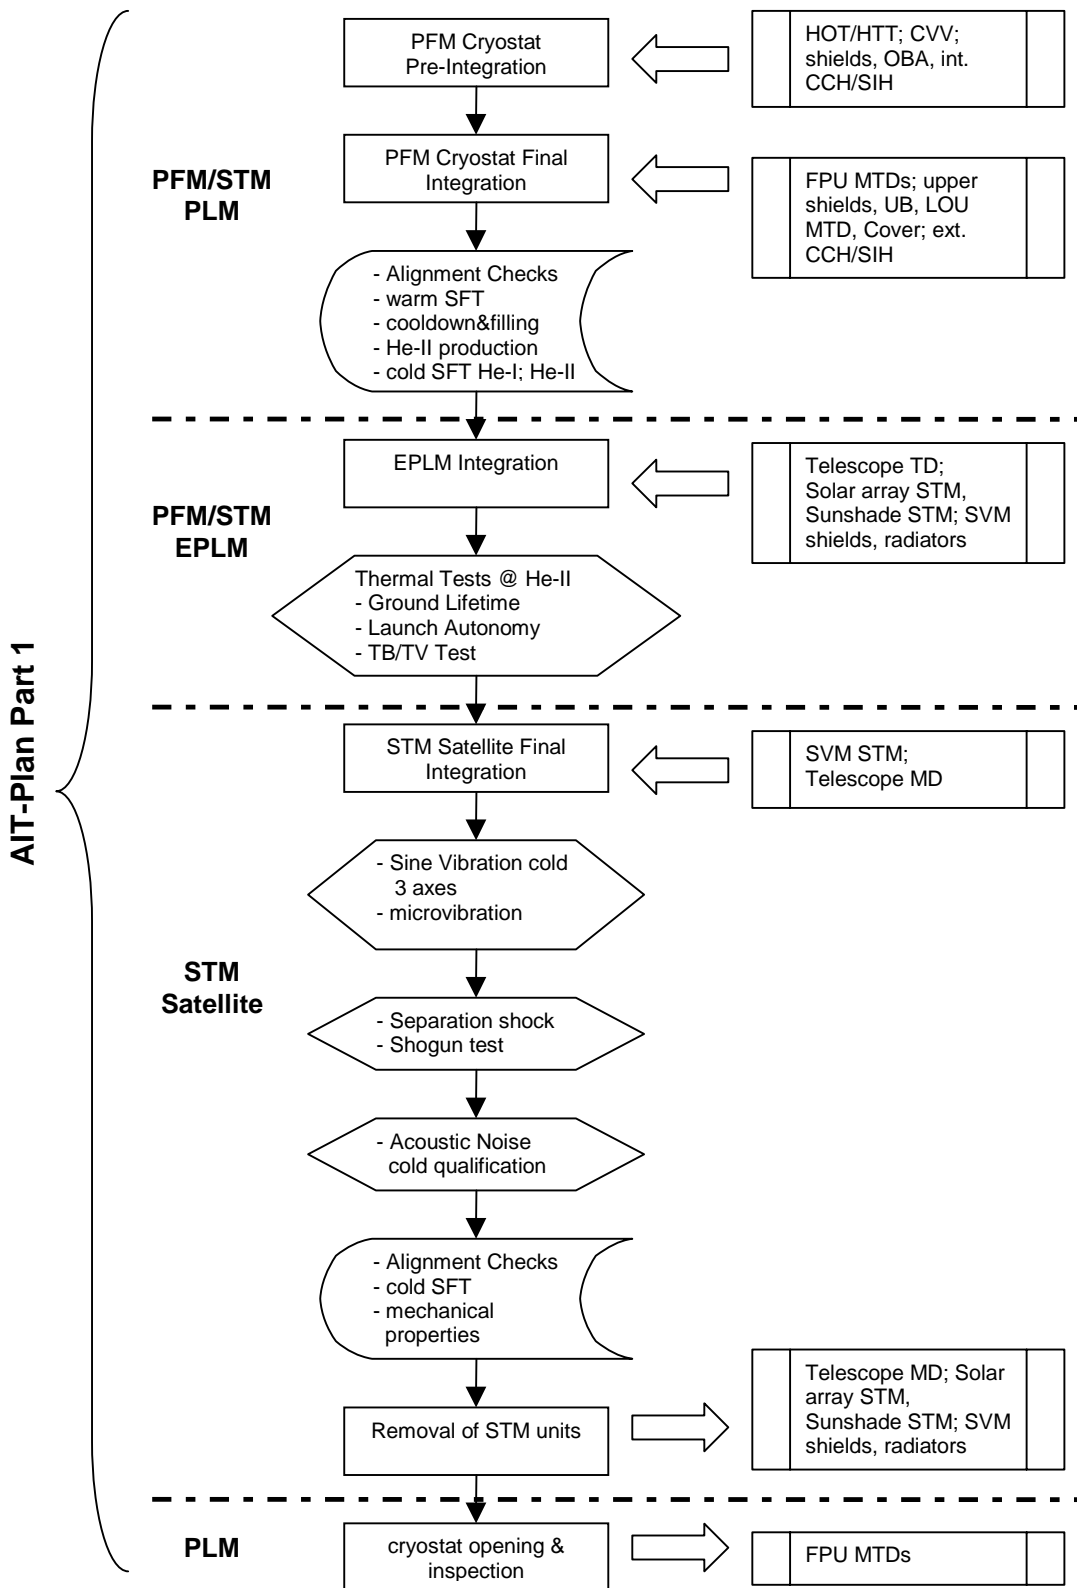 PFM Cryostat
Pre-Integration
HOT/HTT; CVV;
shields, OBA, int.
CCH/SIH
PFM/STM
PLM
PFM Cryostat Final
Integration
FPU MTDs; upper
shields, UB, LOU
MTD, Cover; ext.
CCH/SIH
- Alignment Checks
- warm SFT
- cooldown&filling
- He-II production
- cold SFT He-I; He-II
PFM/STM
EPLM
EPLM Integration
Telescope TD;
Solar array STM,
Sunshade STM; SVM
shields, radiators
Thermal Tests @ He-II
- Ground Lifetime
- Launch Autonomy
- TB/TV Test
AIT-Plan Part 1
STM Satellite Final
Integration
SVM STM;
Telescope MD
- Sine Vibration cold
3 axes
- microvibration
STM
Satellite
- Separation shock
- Shogun test
- Acoustic Noise
cold qualification
- Alignment Checks
- cold SFT
- mechanical
properties
Removal of STM units
Telescope MD; Solar
array STM,
Sunshade STM; SVM
shields, radiators
PLM
cryostat opening &
inspection
FPU MTDs